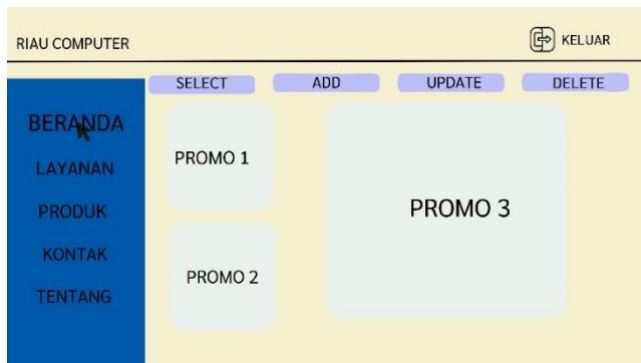 RIAU COMPUTER
KELUAR
SELECT
ADD
UPDATE
DELETE
BERANDA
LAYANAN
PRODUK
KONTAK
TENTANG
PROMO 1
PROMO 2
PROMO 3